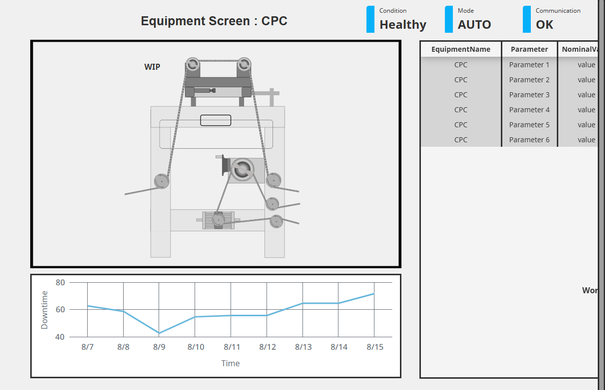 Equipment Screen : CPC
Condition
Healthy
Mode
AUTO
Communication
OK
WIP
EquipmentName Parameter NominalVa
CPC Parameter 1 value
CPC Parameter 2 value
CPC Parameter 3 value
CPC Parameter 4 value
CPC Parameter 5 value
CPC Parameter 6 value
Wor
80
60
40
Downtime
8/7 8/8 8/9 8/10 8/11 8/12 8/13 8/14 8/15
Time